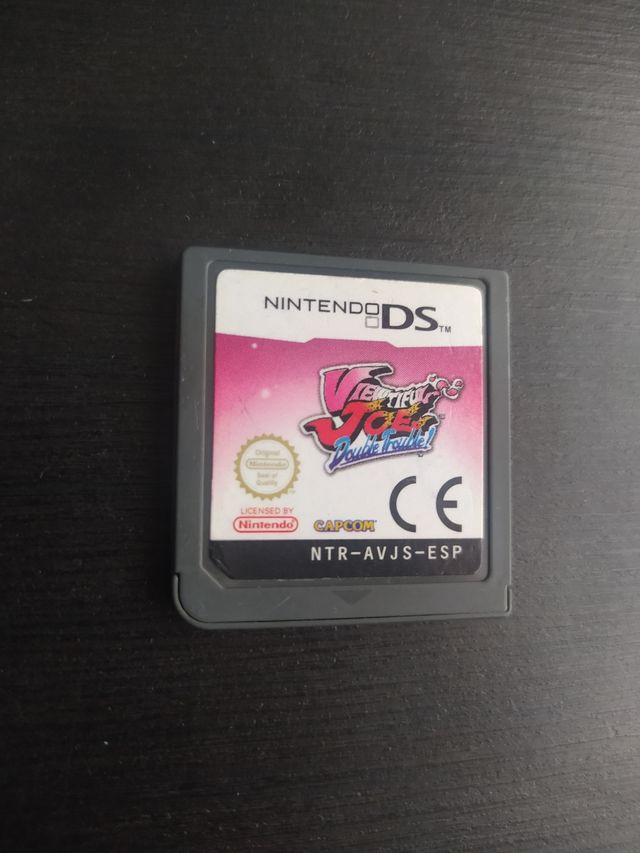 NINTENDO DS™
VIEWTIFUL
JOE
Double Trouble!
Original
Nintendo
Seal of
Quality
LICENSED BY
Nintendo
CAPCOM
CE
NTR-AVJS-ESP